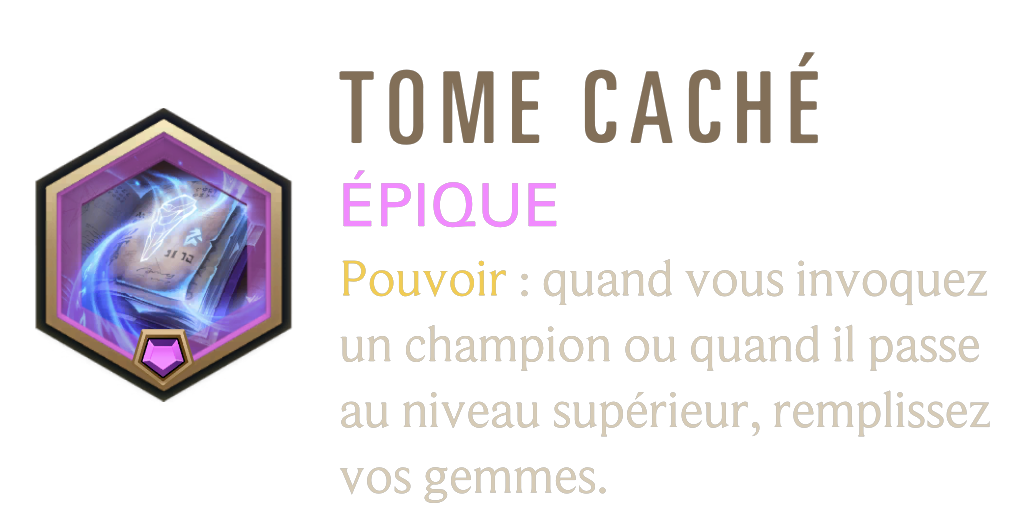 TOME CACHÉ
ÉPIQUE
Pouvoir : quand vous invoquez
un champion ou quand il passe
au niveau supérieur, remplissez
vos gemmes.